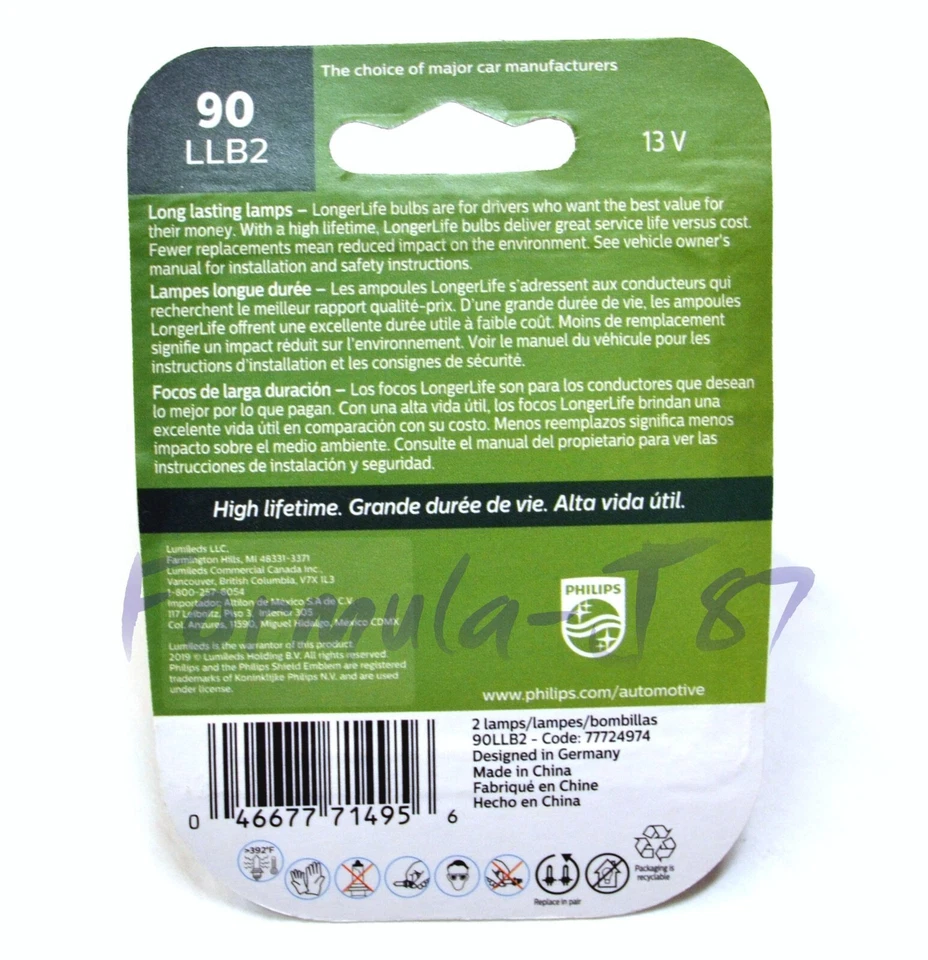 90
LLB2
The choice of major car manufacturers
13 V
Long lasting lamps – LongerLife bulbs are for drivers who want the best value for
their money. With a high lifetime, LongerLife bulbs deliver great service life versus cost.
Fewer replacements mean reduced impact on the environment. See vehicle owner's
manual for installation and safety instructions.
Lampes longue durée – Les ampoules LongerLife s'adressent aux conducteurs qui
recherchent le meilleur rapport qualité-prix. D'une grande durée de vie, les ampoules
LongerLife offrent une excellente durée utile à faible coût. Moins de remplacement
signifie un impact réduit sur l'environnement. Voir le manuel du véhicule pour les
instructions d'installation et les consignes de sécurité.
Focos de larga duración – Los focos LongerLife son para los conductores que desean
lo mejor por lo que pagan. Con una alta vida útil, los focos LongerLife brindan una
excelente vida útil en comparación con su costo. Menos reemplazos significa menos
impacto sobre el medio ambiente. Consulte el manual del propietario para ver las
instrucciones de instalación y seguridad.
High lifetime. Grande durée de vie. Alta vida útil.
Lumileds LLC,
Farmington Hills, MI 48331-3371
Lumileds Commercial Canada Inc.,
Vancouver, British Columbia, V7X 1L3
1-800-257-6054
Importador: Altilon de México S A de C.V.
117 Leibnitz, Piso 3, Interior 305
Col. Anzures, 11590, Miguel Hidalgo, México CDMX
Lumileds is the warrantor of this product.
2019 © Lumileds Holding B.V. All rights reserved.
Philips and the Philips Shield Emblem are registered
trademarks of Koninklijke Philips N.V. and are used
under license.
Formula-T 87
PHILIPS
www.philips.com/automotive
2 lamps/lampes/bombillas
90LLB2 - Code: 77724974
Designed in Germany
Made in China
Fabriqué en Chine
Hecho en China
0 46677 71495 6
>392°F
Replace in pair
Packaging is
recyclable